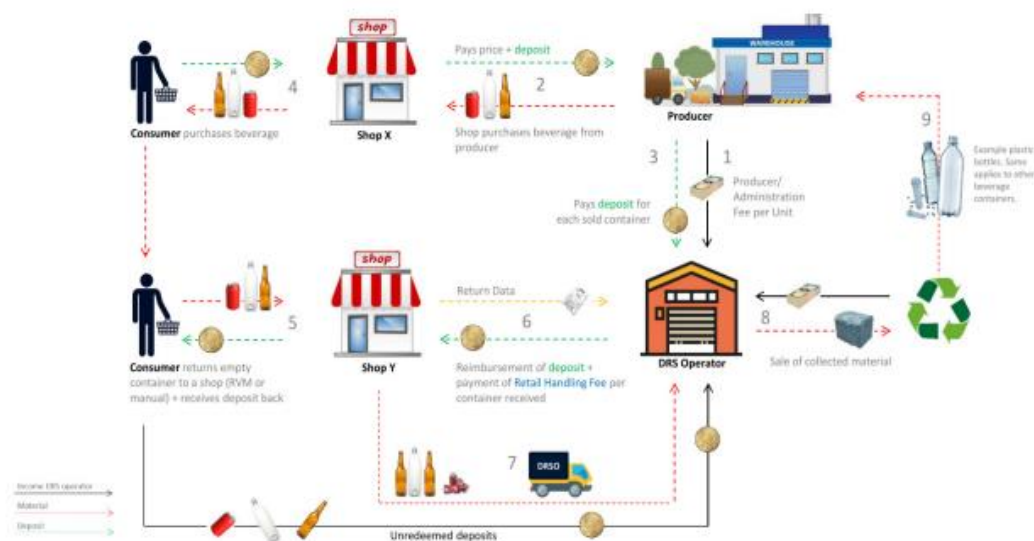 shop
Shop X
Pays price + deposit
2
Shop purchases beverage from
producer
WAREHOUSE
Producer
4
Consumer purchases beverage
9
Example plastic
bottles. Same
applies to other
beverage
containers.
3
1
Producer/
Administration
Fee per Unit
Pays deposit for
each sold container
shop
Shop Y
Return Data
6
Reimbursement of deposit +
payment of Retail Handling Fee per
container received
DRS Operator
8
Sale of collected material
5
Consumer returns empty
container to a shop (RVM or
manual) + receives deposit back
7
DRSO
Unredeemed deposits
Income DRS operator
Material
Deposit